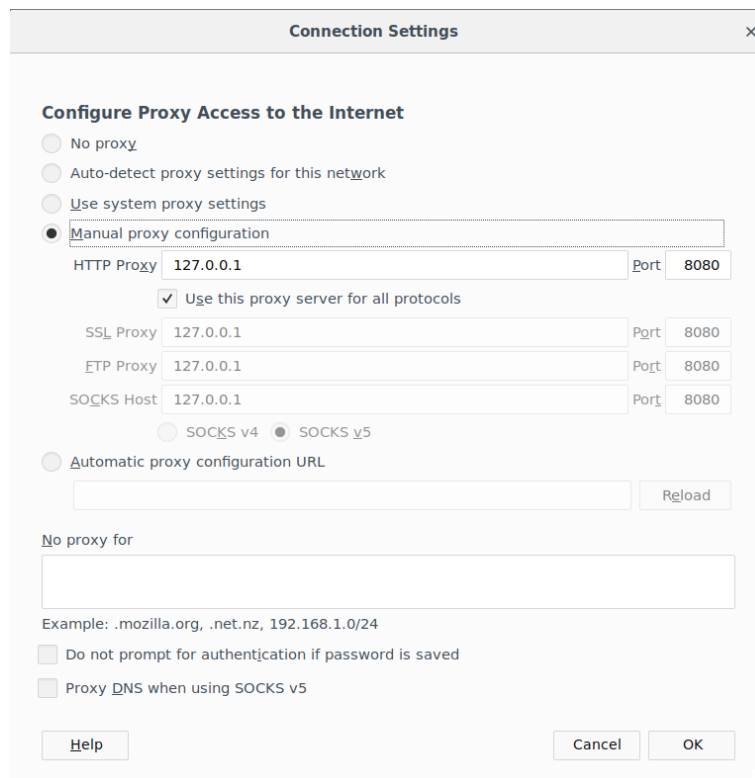 Connection Settings ×
Configure Proxy Access to the Internet
No proxy
Auto-detect proxy settings for this network
Use system proxy settings
Manual proxy configuration
HTTP Proxy 127.0.0.1 Port 8080
Use this proxy server for all protocols
SSL Proxy 127.0.0.1 Port 8080
FTP Proxy 127.0.0.1 Port 8080
SOCKS Host 127.0.0.1 Port 8080
SOCKS v4 SOCKS v5
Automatic proxy configuration URL
Reload
No proxy for
Example: .mozilla.org, .net.nz, 192.168.1.0/24
Do not prompt for authentication if password is saved
Proxy DNS when using SOCKS v5
Help Cancel OK